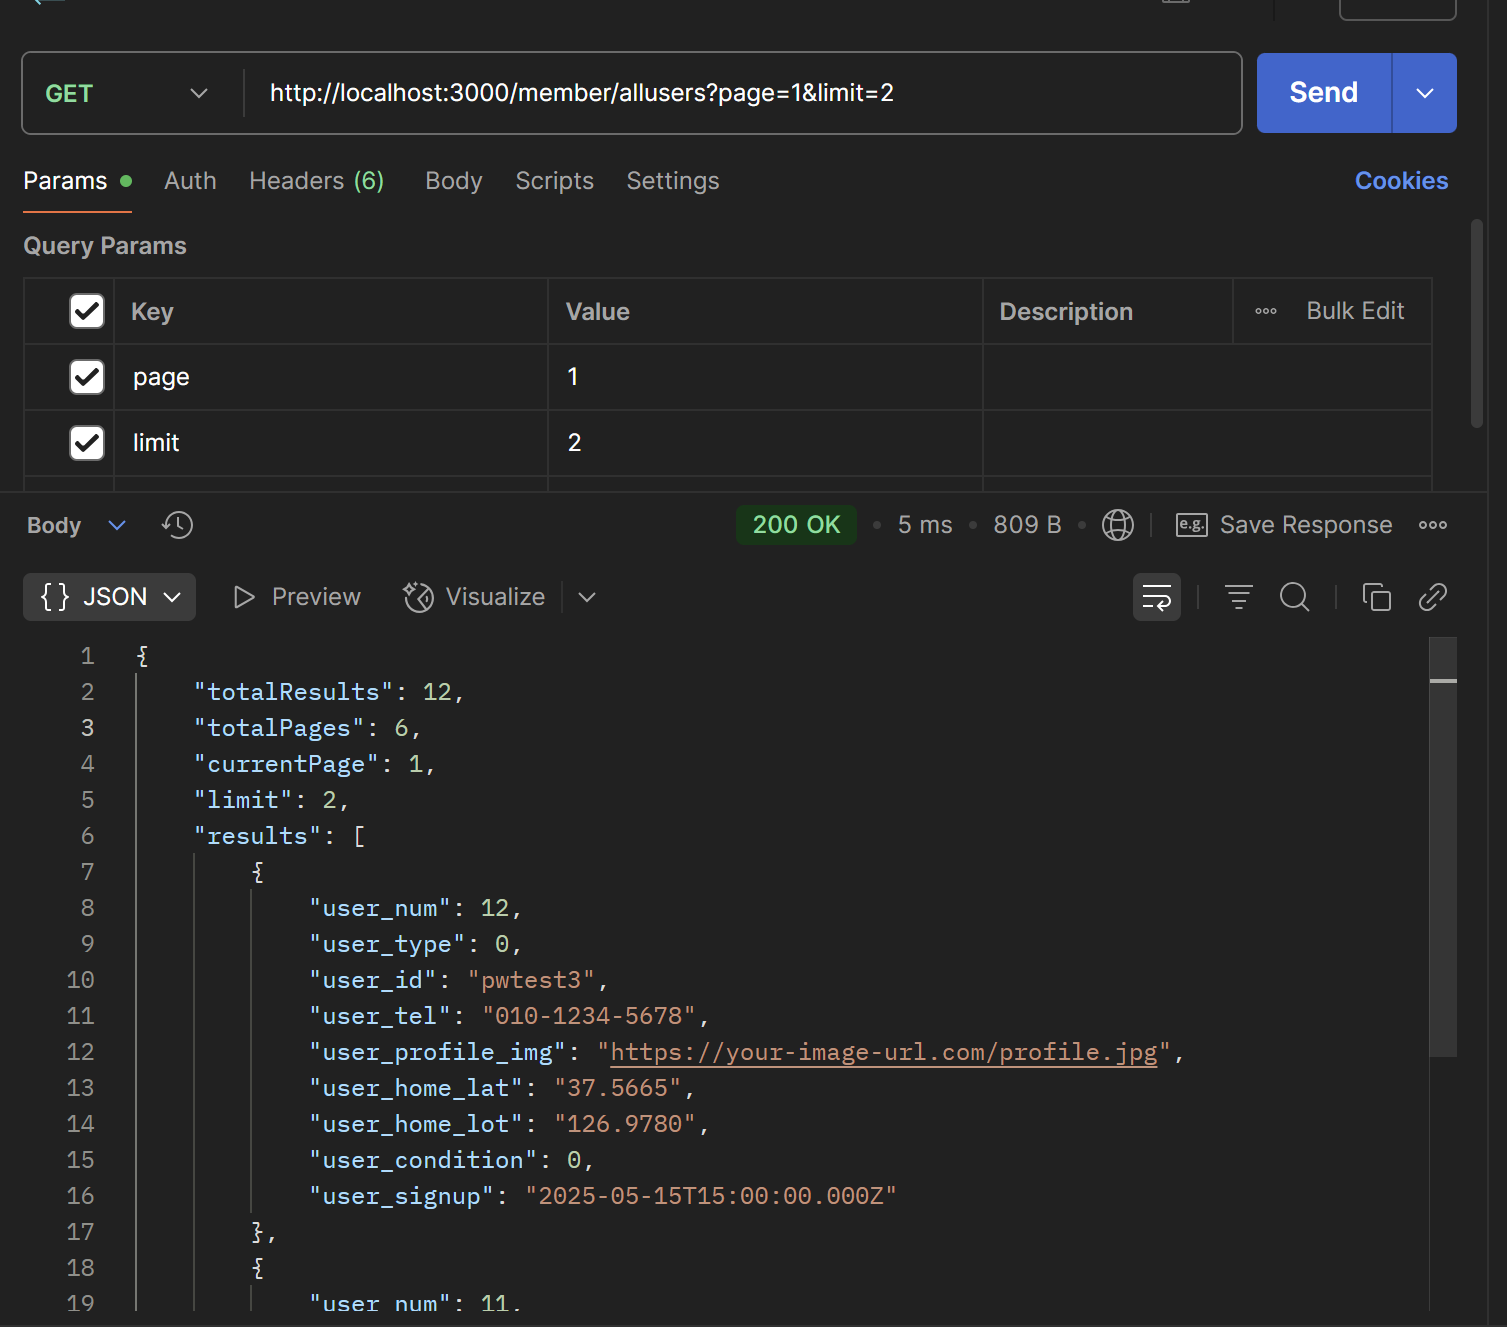 GET
http://localhost:3000/member/allusers?page=1&limit=2
Send
Params Auth Headers (6) Body Scripts Settings Cookies
Query Params
Key Value Description Bulk Edit
page 1
limit 2
Body 200 OK 5 ms 809 B e.g. Save Response
{ } JSON Preview Visualize
1 {
2 "totalResults": 12,
3 "totalPages": 6,
4 "currentPage": 1,
5 "limit": 2,
6 "results": [
7 {
8 "user_num": 12,
9 "user_type": 0,
10 "user_id": "pwtest3",
11 "user_tel": "010-1234-5678",
12 "user_profile_img": "https://your-image-url.com/profile.jpg",
13 "user_home_lat": "37.5665",
14 "user_home_lot": "126.9780",
15 "user_condition": 0,
16 "user_signup": "2025-05-15T15:00:00.000Z"
17 },
18 {
19 "user_num": 11,